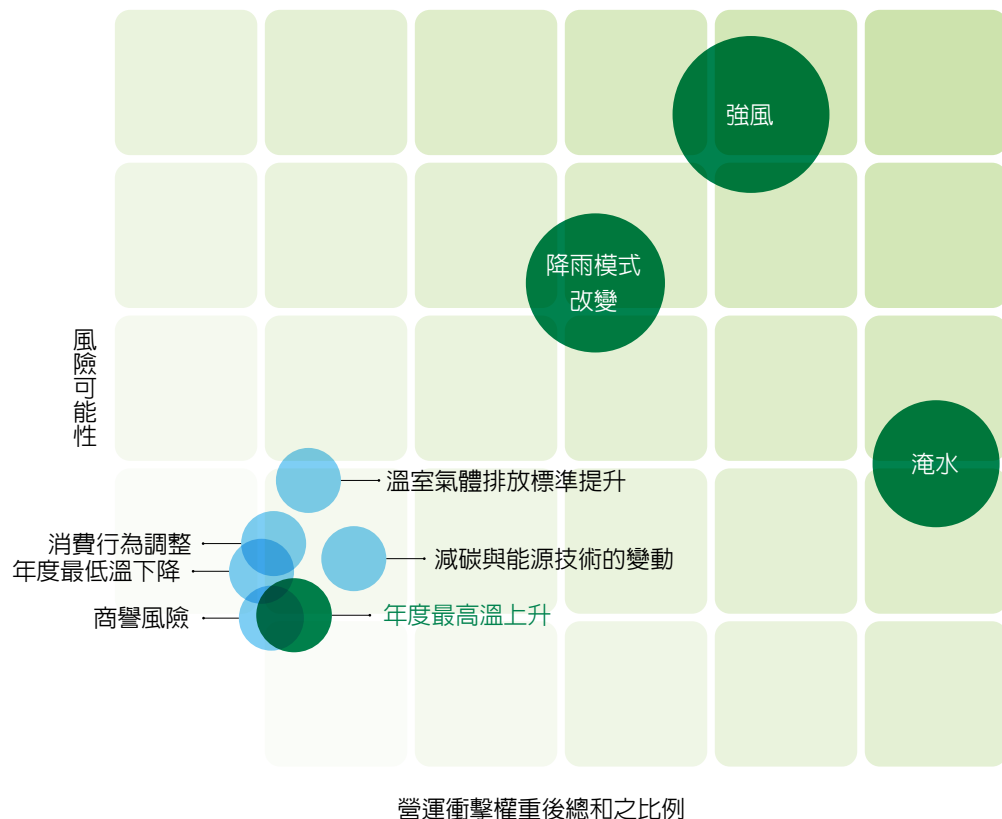 強風
降雨模式
改變
風險可能性
淹水
溫室氣體排放標準提升
消費行為調整
減碳與能源技術的變動
年度最低溫下降
商譽風險
年度最高溫上升
營運衝擊權重後總和之比例